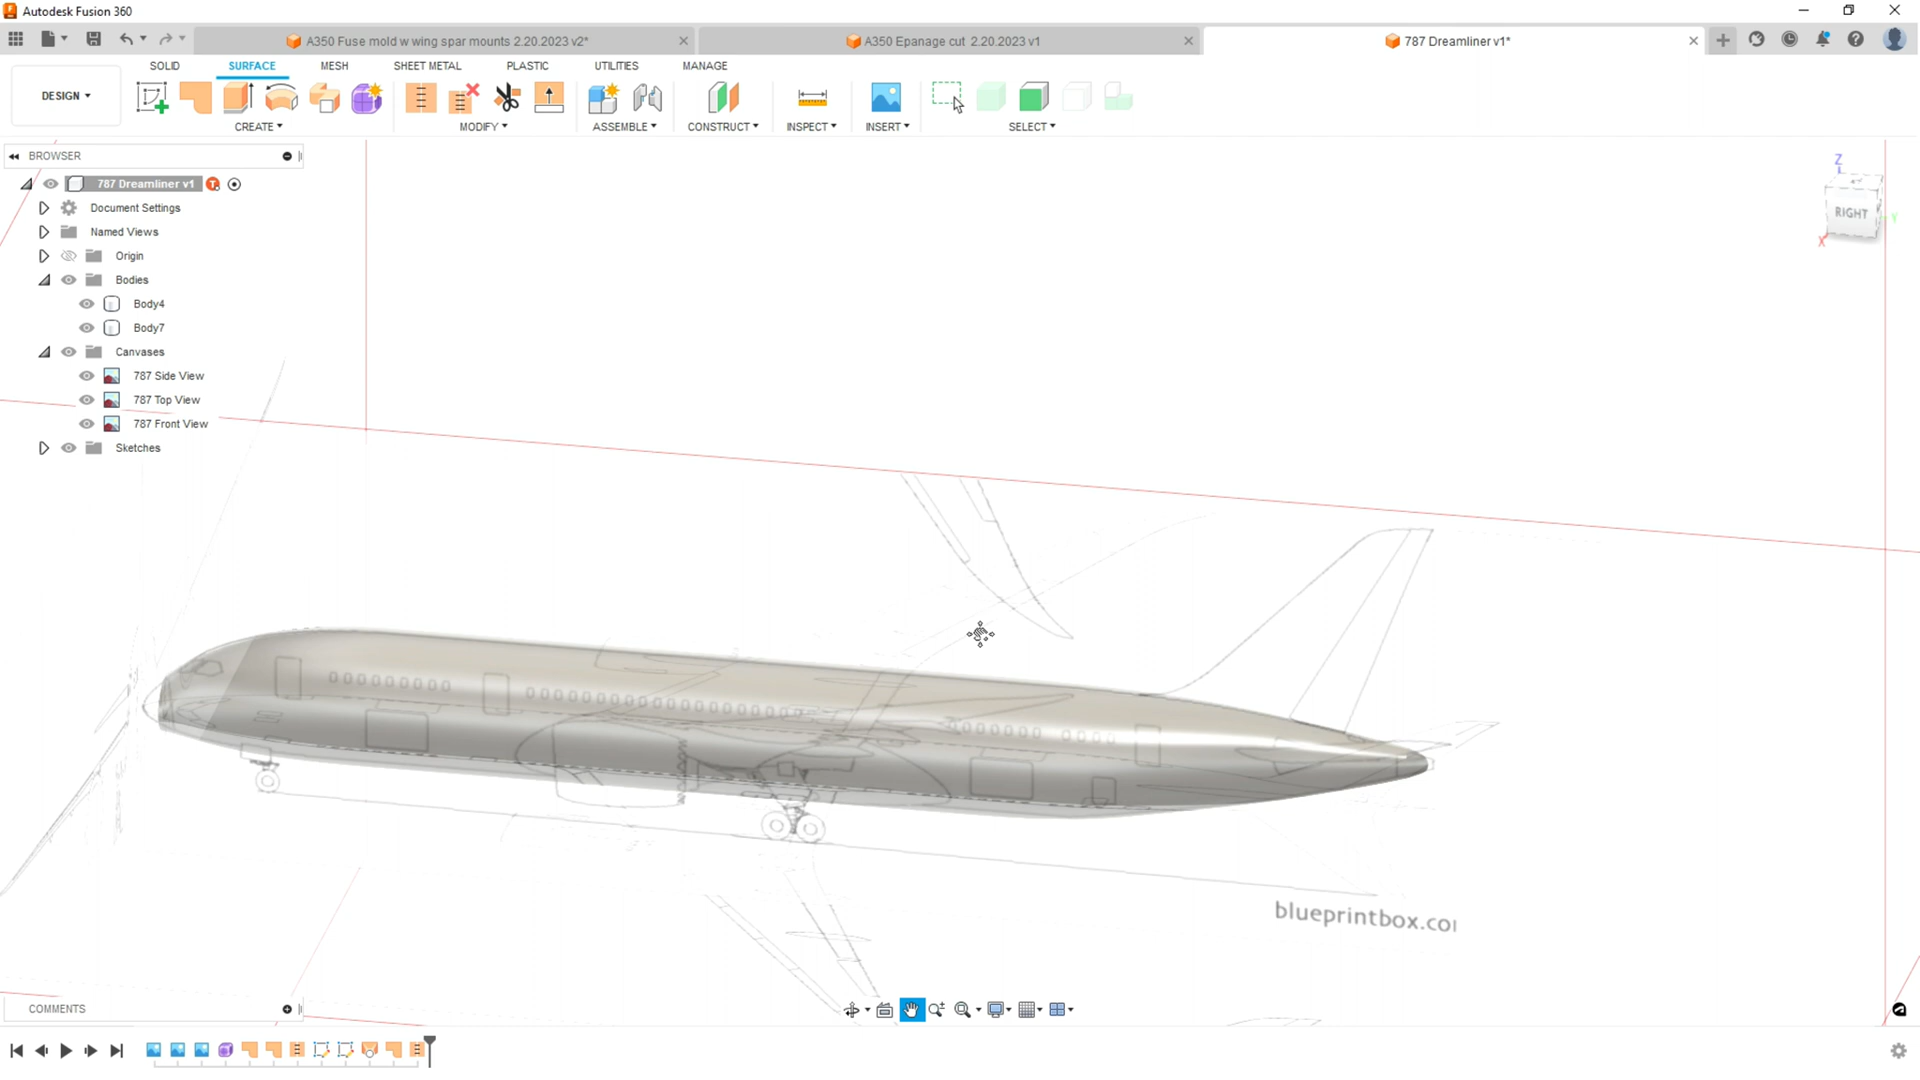 Autodesk Fusion 360
A350 Fuse mold w wing spar mounts 2.20.2023 v2*
A350 Epanage cut 2.20.2023 v1
787 Dreamliner v1*
DESIGN
SOLID
SURFACE
MESH
SHEET METAL
PLASTIC
UTILITIES
MANAGE
CREATE
MODIFY
ASSEMBLE
CONSTRUCT
INSPECT
INSERT
SELECT
BROWSER
787 Dreamliner v1
Document Settings
Named Views
Origin
Bodies
Body4
Body7
Canvases
787 Side View
787 Top View
787 Front View
Sketches
Z
RIGHT
Y
X
blueprintbox.co
COMMENTS